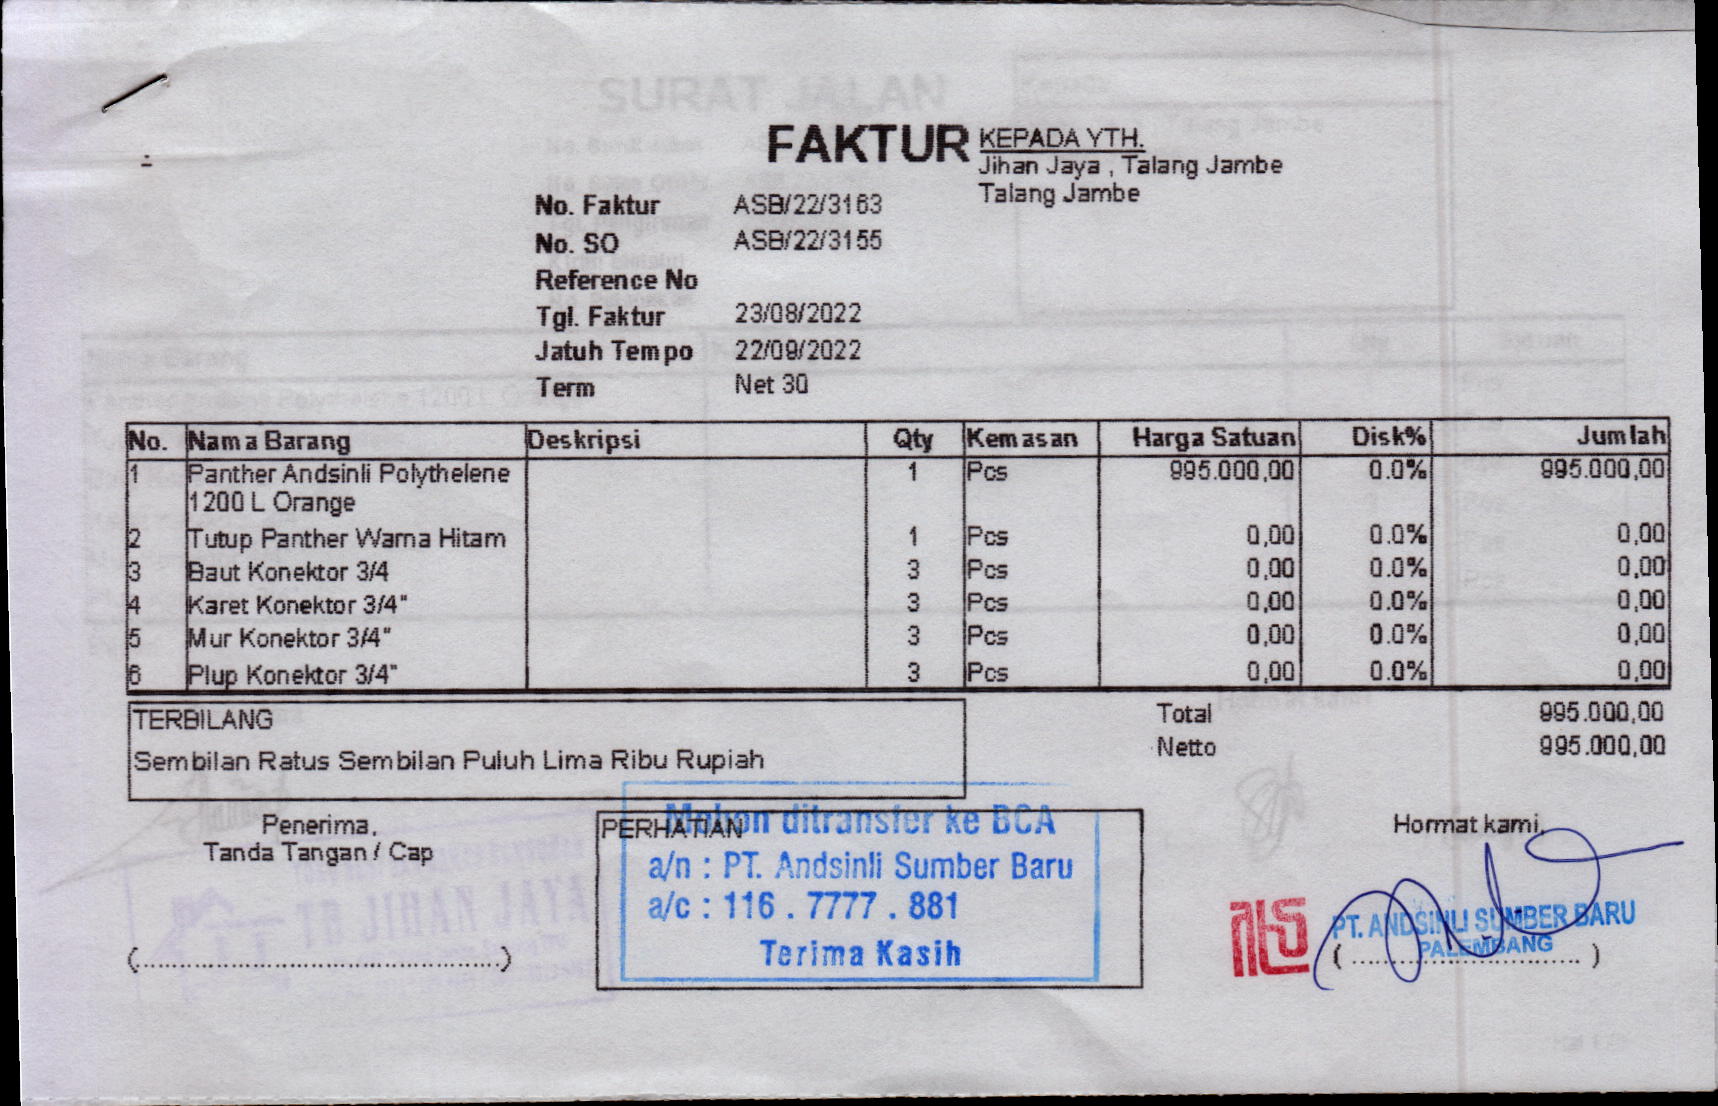 FAKTUR
KEPADA YTH.
Jihan Jaya , Talang Jambe
Talang Jambe
No. Faktur ASB/22/3163
No. SO ASB/22/3155
Reference No
Tgl. Faktur 23/08/2022
Jatuh Tempo 22/09/2022
Term Net 30
No. Nama Barang Deskripsi Qty Kemasan Harga Satuan Disk% Jumlah
1 Panther Andsinli Polythelene 1 Pcs 995.000,00 0.0% 995.000,00
1200 L Orange
2 Tutup Panther Warna Hitam 1 Pcs 0,00 0.0% 0,00
3 Baut Konektor 3/4 3 Pcs 0,00 0.0% 0,00
4 Karet Konektor 3/4" 3 Pcs 0,00 0.0% 0,00
5 Mur Konektor 3/4" 3 Pcs 0,00 0.0% 0,00
6 Plup Konektor 3/4" 3 Pcs 0,00 0.0% 0,00
TERBILANG
Sembilan Ratus Sembilan Puluh Lima Ribu Rupiah
Total 995.000,00
Netto 995.000,00
Penerima,
Tanda Tangan / Cap
(..................................................)
PERHATIAN
Mohon ditransfer ke BCA
a/n : PT. Andsinli Sumber Baru
a/c : 116 . 7777 . 881
Terima Kasih
Hormat kami,
PT. ANDSINLI SUMBER BARU
PALEMBANG
( ............................... )
SURAT JALAN